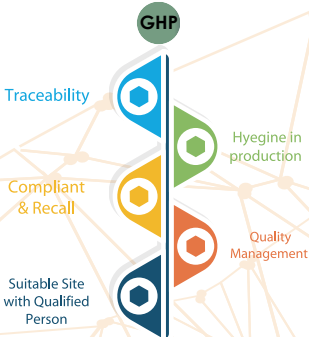 GHP
Traceability
Hyegine in
production
Compliant
& Recall
Quality
Management
Suitable Site
with Qualified
Person